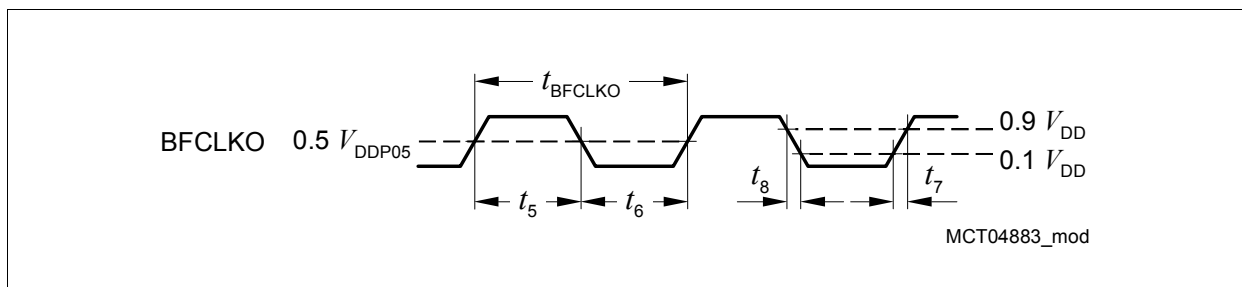 tBFCLKO
BFCLKO 0.5 VDDP05
0.9 VDD
0.1 VDD
t5 t6 t8 t7
MCT04883_mod